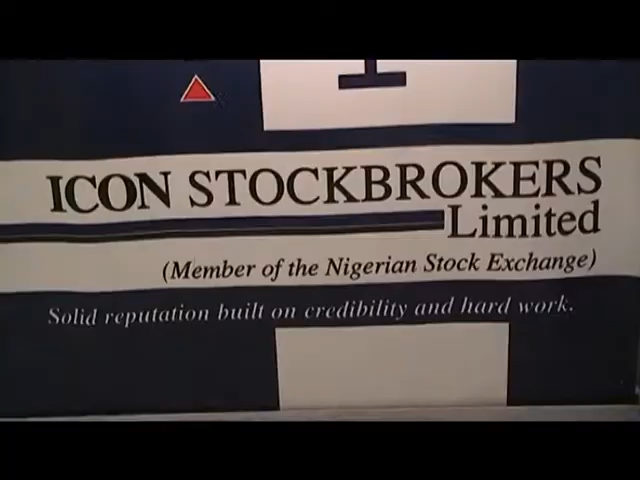 ICON STOCKBROKERS
Limited
(Member of the Nigerian Stock Exchange)
Solid reputation built on credibility and hard work.